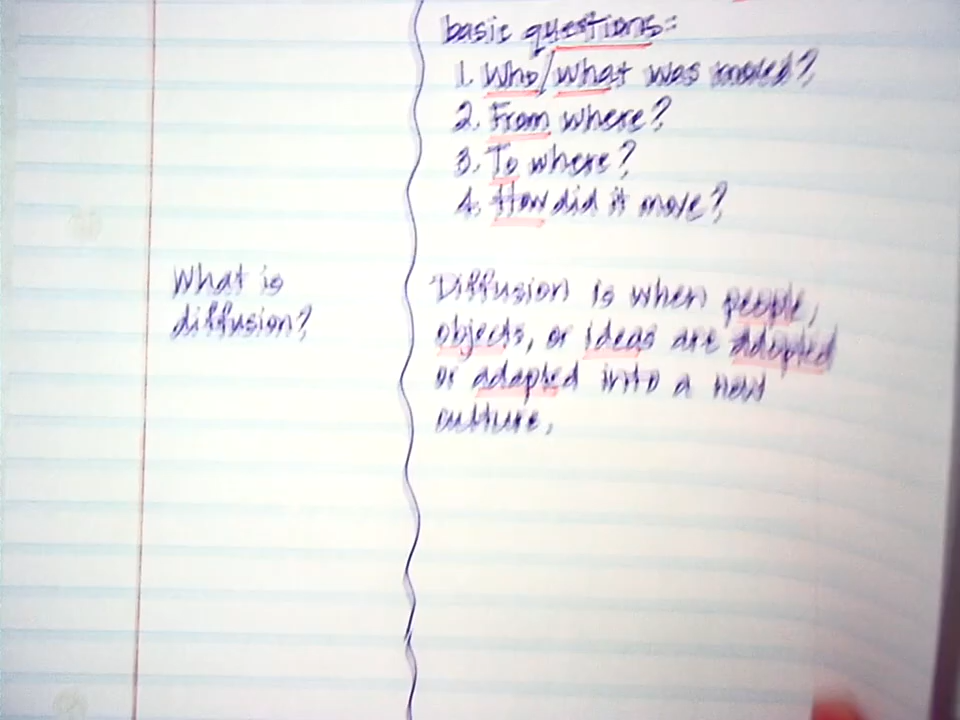 basic questions:
1. Who/what was moved?
2. From where?
3. To where?
4. How did it move?
What is
diffusion?
Diffusion is when people,
objects, or ideas are adopted
or adapted into a new
culture.